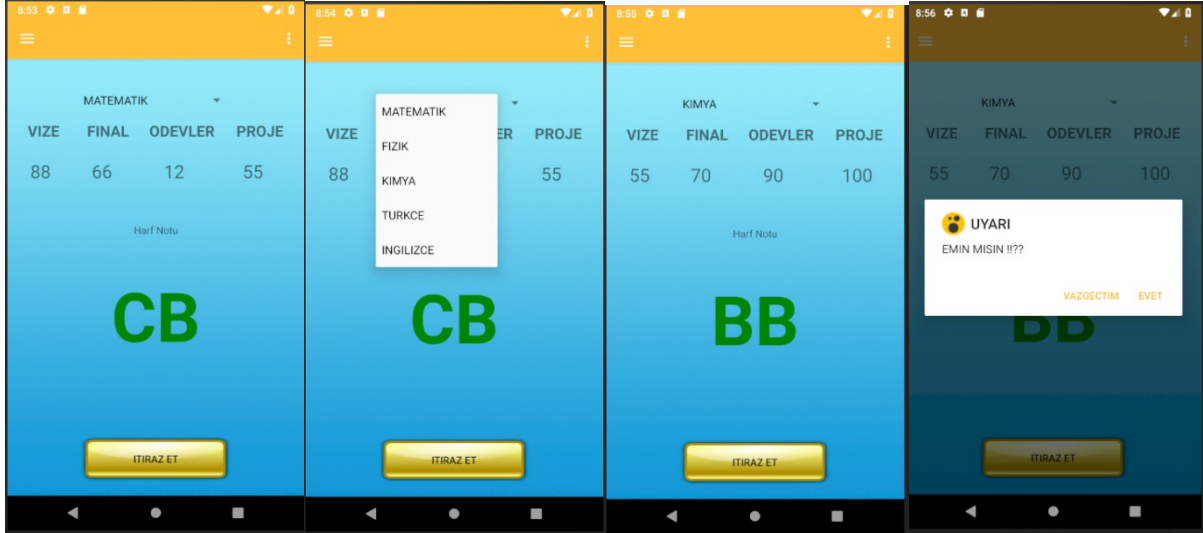 8:53
MATEMATIK
VIZE FINAL ODEVLER PROJE
88 66 12 55
Harf Notu
CB
ITIRAZ ET
8:54
MATEMATIK
FIZIK
KIMYA
TURKCE
INGILIZCE
VIZE ER PROJE
88 55
CB
ITIRAZ ET
8:55
KIMYA
VIZE FINAL ODEVLER PROJE
55 70 90 100
Harf Notu
BB
ITIRAZ ET
8:56
KIMYA
VIZE FINAL ODEVLER PROJE
55 70 90 100
UYARI
EMIN MISIN !!??
VAZGECTIM EVET
BB
ITIRAZ ET